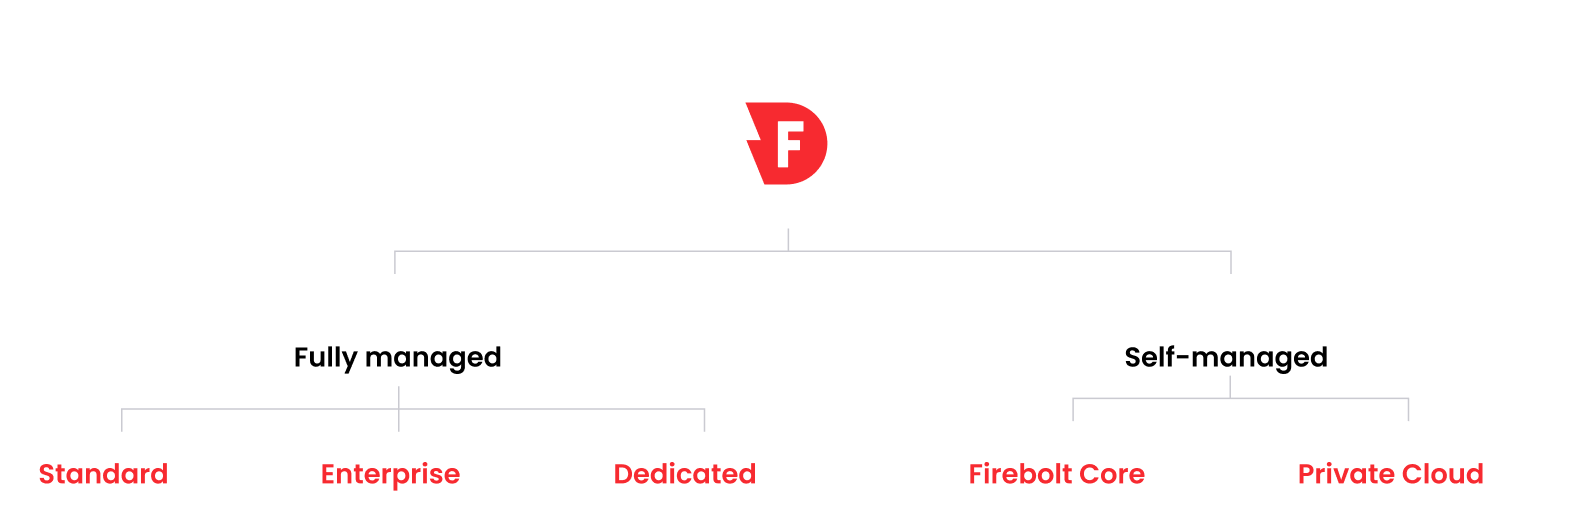 F
Fully managed
Self-managed
Standard
Enterprise
Dedicated
Firebolt Core
Private Cloud